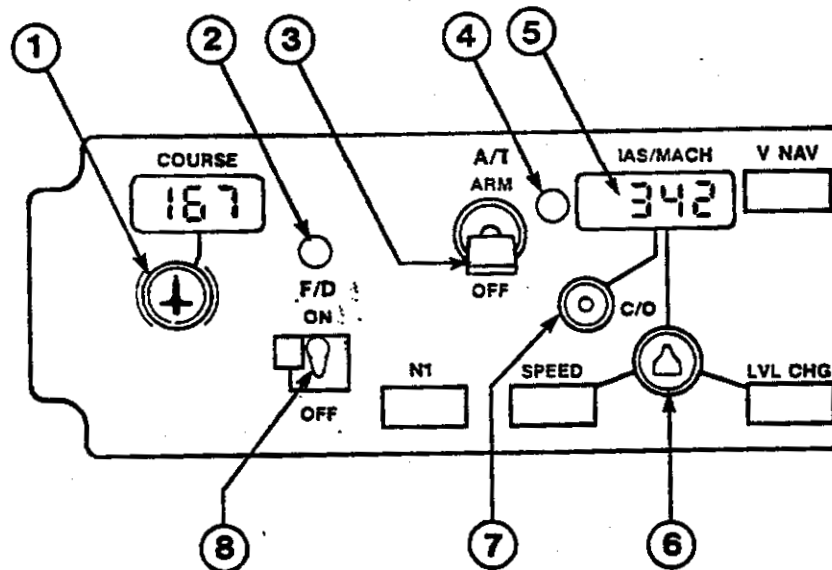 1
2
3
4
5
COURSE
167
A/T
ARM
IAS/MACH
342
V NAV
F/D
ON
OFF
C/O
N1
SPEED
LVL CHG
OFF
8
7
6